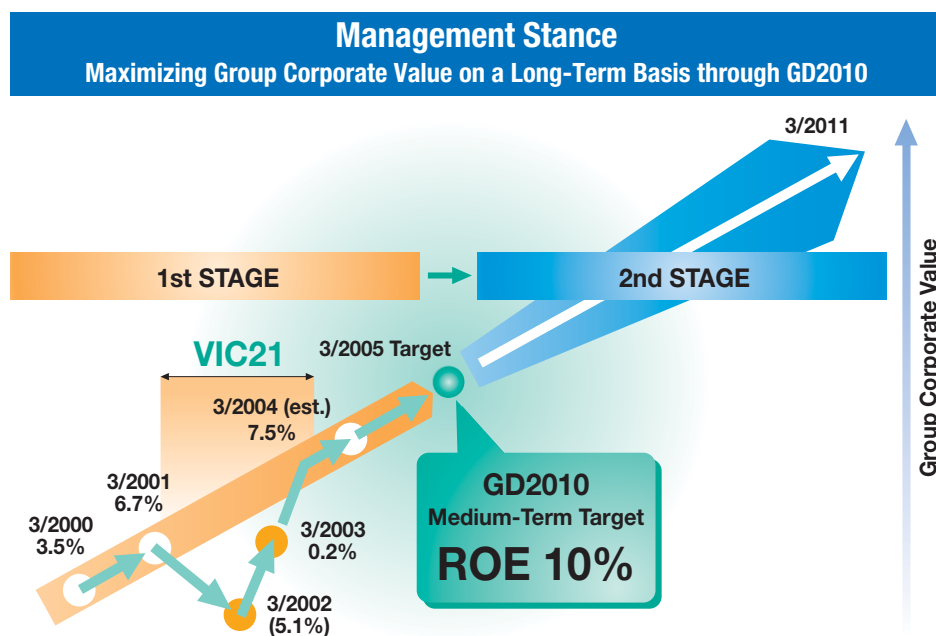 Management Stance
Maximizing Group Corporate Value on a Long-Term Basis through GD2010
3/2011
1st STAGE
2nd STAGE
Group Corporate Value
VIC21
3/2005 Target
3/2004 (est.)
7.5%
3/2001
6.7%
3/2000
3.5%
3/2003
0.2%
3/2002
(5.1%)
GD2010
Medium-Term Target
ROE 10%